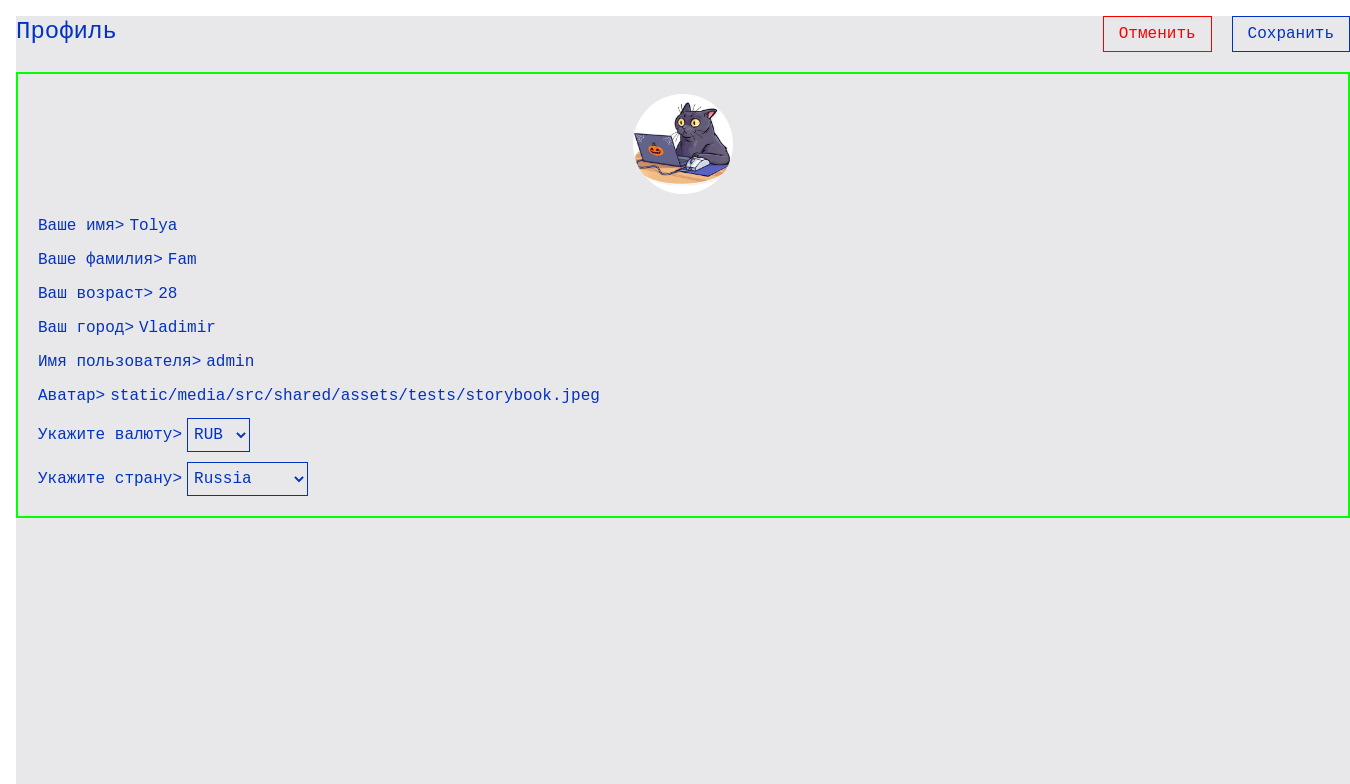 Профиль
Отменить
Сохранить
Ваше имя> Tolya
Ваше фамилия> Fam
Ваш возраст> 28
Ваш город> Vladimir
Имя пользователя> admin
Аватар> static/media/src/shared/assets/tests/storybook.jpeg
Укажите валюту> RUB
Укажите страну> Russia